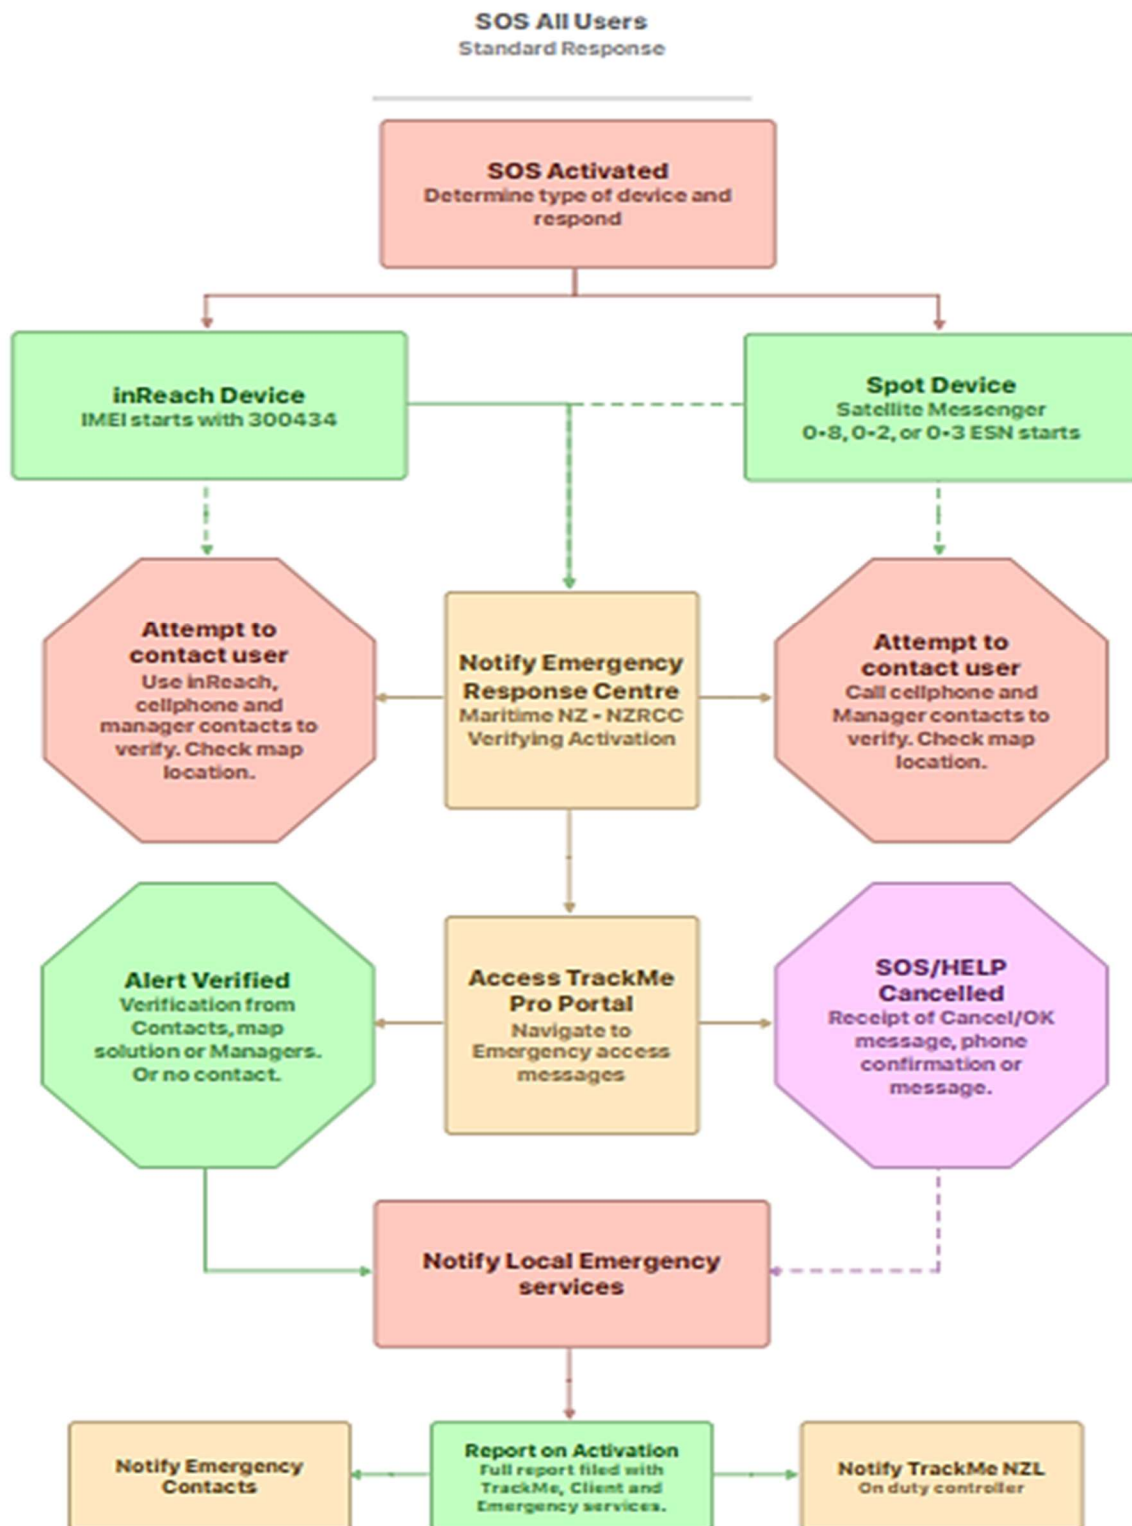 SOS All Users
Standard Response
SOS Activated
Determine type of device and
respond
inReach Device
IMEI starts with 300434
Spot Device
Satellite Messenger
0-8, 0-2, or 0-3 ESN starts
Attempt to
contact user
Use inReach,
cellphone and
manager contacts to
verify. Check map
location.
Notify Emergency
Response Centre
Maritime NZ - NZRCC
Verifying Activation
Attempt to
contact user
Call cellphone and
Manager contacts to
verify. Check map
location.
Alert Verified
Verification from
Contacts, map
solution or Managers.
Or no contact.
Access TrackMe
Pro Portal
Navigate to
Emergency access
messages
SOS/HELP
Cancelled
Receipt of Cancel/OK
message, phone
confirmation or
message.
Notify Local Emergency
services
Notify Emergency
Contacts
Report on Activation
Full report filed with
TrackMe, Client and
Emergency services.
Notify TrackMe NZL
On duty controller